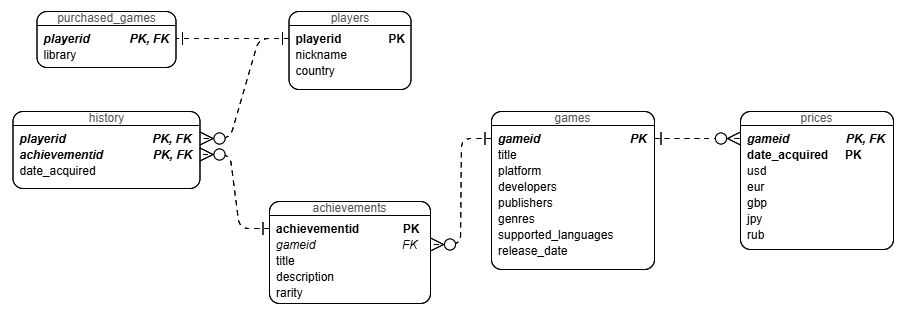 purchased_games
playerid PK, FK
library
players
playerid PK
nickname
country
history
playerid PK, FK
achievementid PK, FK
date_acquired
achievements
achievementid PK
gameid FK
title
description
rarity
games
gameid PK
title
platform
developers
publishers
genres
supported_languages
release_date
prices
gameid PK, FK
date_acquired PK
usd
eur
gbp
jpy
rub